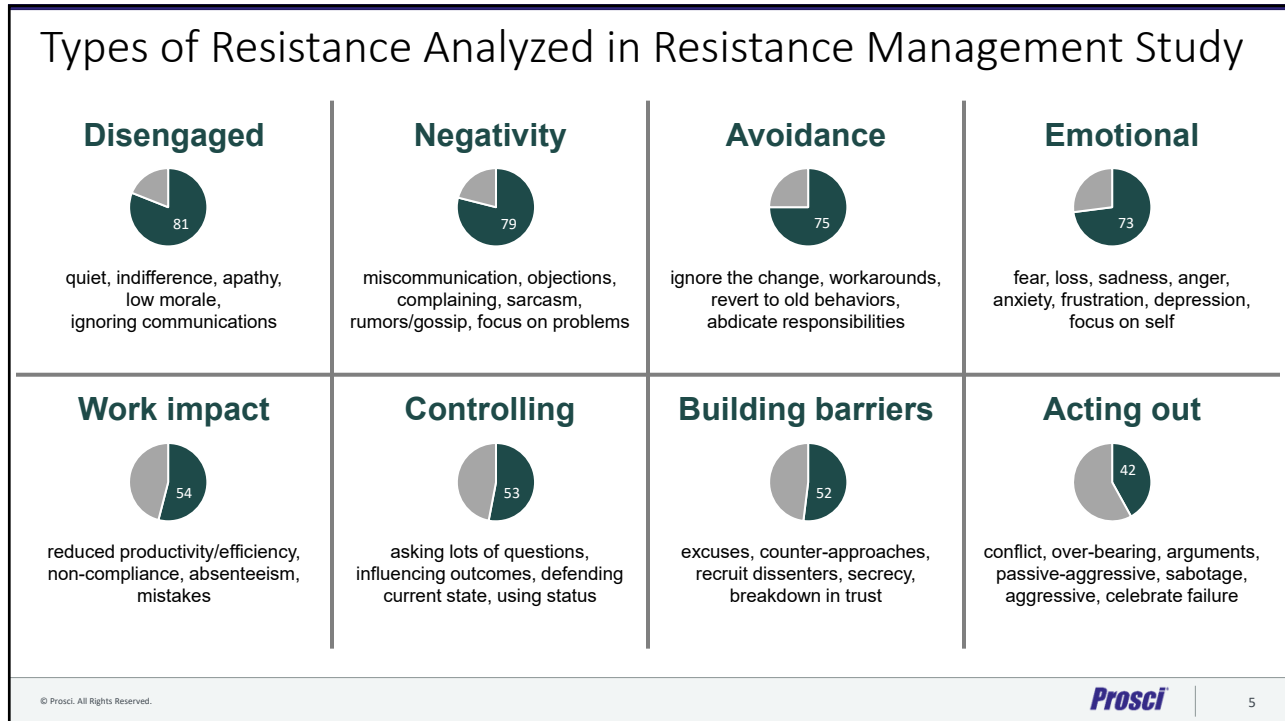 Types of Resistance Analyzed in Resistance Management Study
Disengaged
81
quiet, indifference, apathy,
low morale,
ignoring communications
Negativity
79
miscommunication, objections,
complaining, sarcasm,
rumors/gossip, focus on problems
Avoidance
75
ignore the change, workarounds,
revert to old behaviors,
abdicate responsibilities
Emotional
73
fear, loss, sadness, anger,
anxiety, frustration, depression,
focus on self
Work impact
54
reduced productivity/efficiency,
non-compliance, absenteeism,
mistakes
Controlling
53
asking lots of questions,
influencing outcomes, defending
current state, using status
Building barriers
52
excuses, counter-approaches,
recruit dissenters, secrecy,
breakdown in trust
Acting out
42
conflict, over-bearing, arguments,
passive-aggressive, sabotage,
aggressive, celebrate failure
© Prosci. All Rights Reserved.
Prosci
5